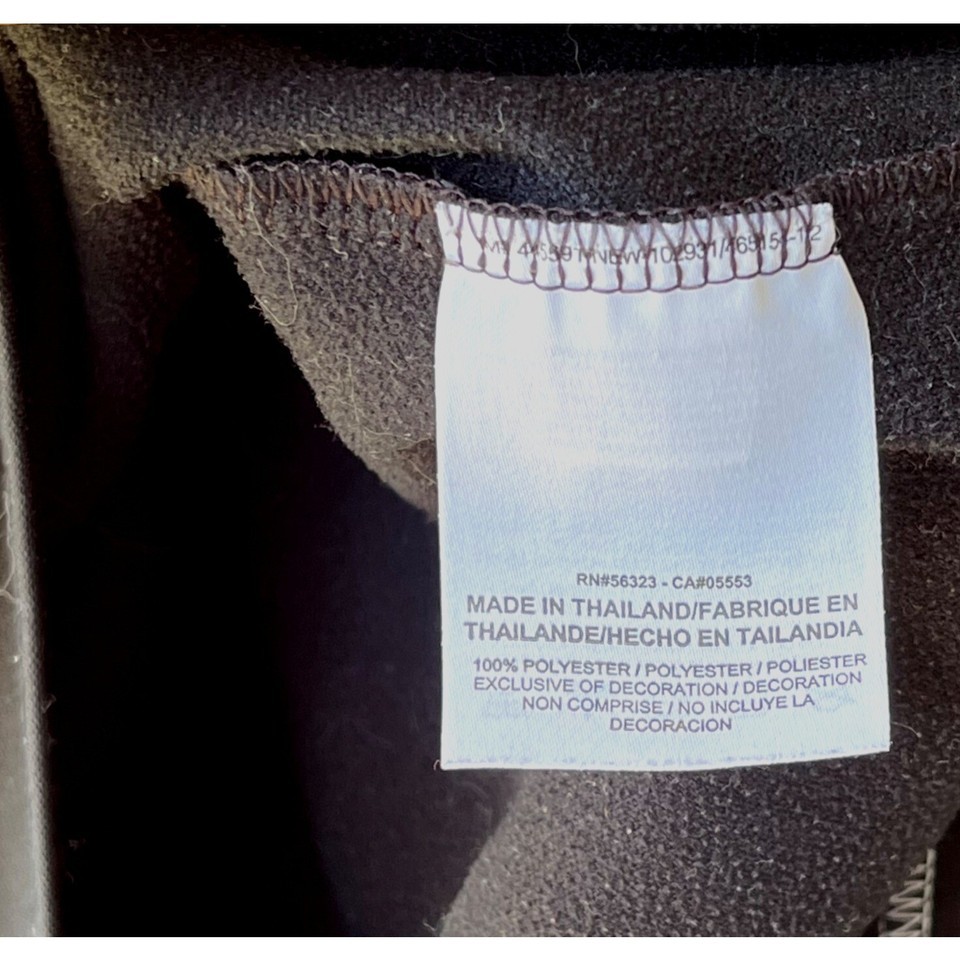 RN#56323 - CA#05553
MADE IN THAILAND/FABRIQUE EN
THAILANDE/HECHO EN TAILANDIA
100% POLYESTER / POLYESTER / POLIESTER
EXCLUSIVE OF DECORATION / DECORATION
NON COMPRISE / NO INCLUYE LA
DECORACION